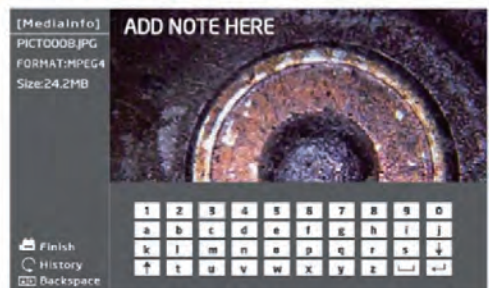 [MediaInfo]
PICT0008.JPG
FORMAT:MPEG4
Size:24.2MB
ADD NOTE HERE
1 2 3 4 5 6 7 8 9 0
a b c d e f g h i j
k l m n o p q r s ↓
↑ t u v w x y z
Finish
History
Backspace